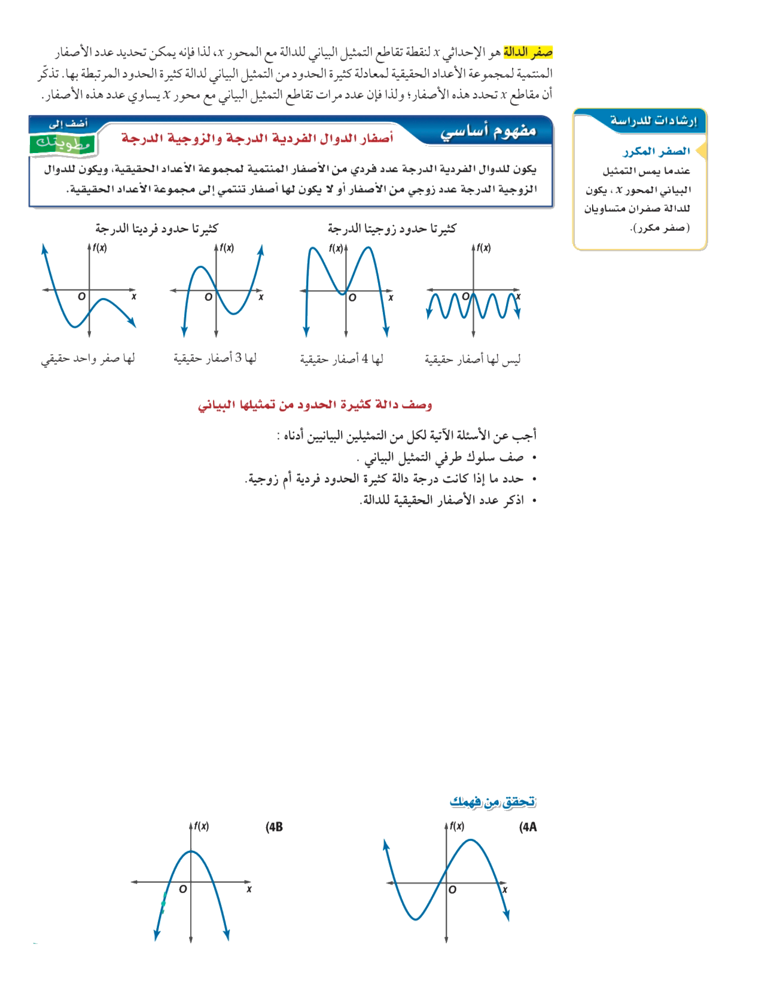 صفر الدالة هو الإحداثي x لنقطة تقاطع التمثيل البياني للدالة مع المحور x، لذا فإنه يمكن تحديد عدد الأصفار
المنتمية لمجموعة الأعداد الحقيقية لمعادلة كثيرة الحدود من التمثيل البياني لدالة كثيرة الحدود المرتبطة بها. تذكّر
أن مقاطع x تحدد هذه الأصفار؛ ولذا فإن عدد مرات تقاطع التمثيل البياني مع محور x يساوي عدد هذه الأصفار.
إرشادات للدراسة
الصفر المكرر
عندما يمس التمثيل
البياني المحور x ، يكون
للدالة صفران متساويان
(صفر مكرر).
مفهوم أساسي
أصفار الدوال الفردية الدرجة والزوجية الدرجة
أضف إلى
مطويتك
يكون للدوال الفردية الدرجة عدد فردي من الأصفار المنتمية لمجموعة الأعداد الحقيقية، ويكون للدوال
الزوجية الدرجة عدد زوجي من الأصفار أو لا يكون لها أصفار تنتمي إلى مجموعة الأعداد الحقيقية.
كثيرتا حدود زوجيتا الدرجة
كثيرتا حدود فرديتا الدرجة
f(x)
O
x
f(x)
O
x
f(x)
O
x
f(x)
O
x
ليس لها أصفار حقيقية
لها 4 أصفار حقيقية
لها 3 أصفار حقيقية
لها صفر واحد حقيقي
وصف دالة كثيرة الحدود من تمثيلها البياني
أجب عن الأسئلة الآتية لكل من التمثيلين البيانيين أدناه :
• صف سلوك طرفي التمثيل البياني .
• حدد ما إذا كانت درجة دالة كثيرة الحدود فردية أم زوجية.
• اذكر عدد الأصفار الحقيقية للدالة.
تحقق من فهمك
(4A
f(x)
O
x
(4B
f(x)
O
x